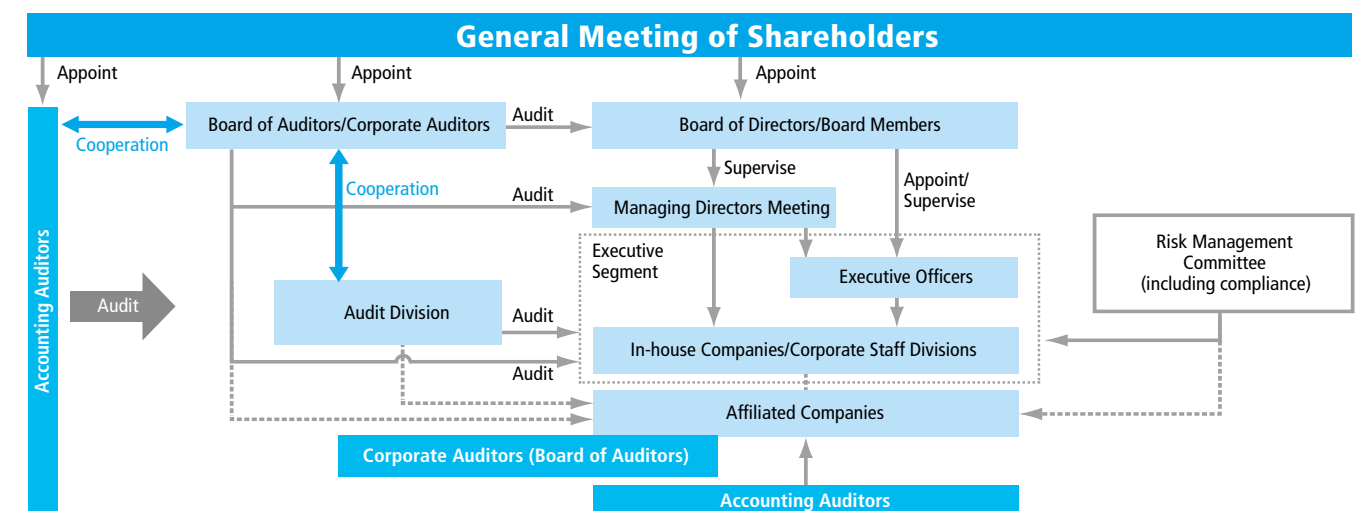 General Meeting of Shareholders
Appoint
Appoint
Appoint
Board of Auditors/Corporate Auditors
Audit
Board of Directors/Board Members
Cooperation
Supervise
Appoint/
Supervise
Cooperation
Audit
Managing Directors Meeting
Accounting Auditors
Audit
Executive
Segment
Executive Officers
Risk Management
Committee
(including compliance)
Audit Division
Audit
In-house Companies/Corporate Staff Divisions
Audit
Affiliated Companies
Corporate Auditors (Board of Auditors)
Accounting Auditors